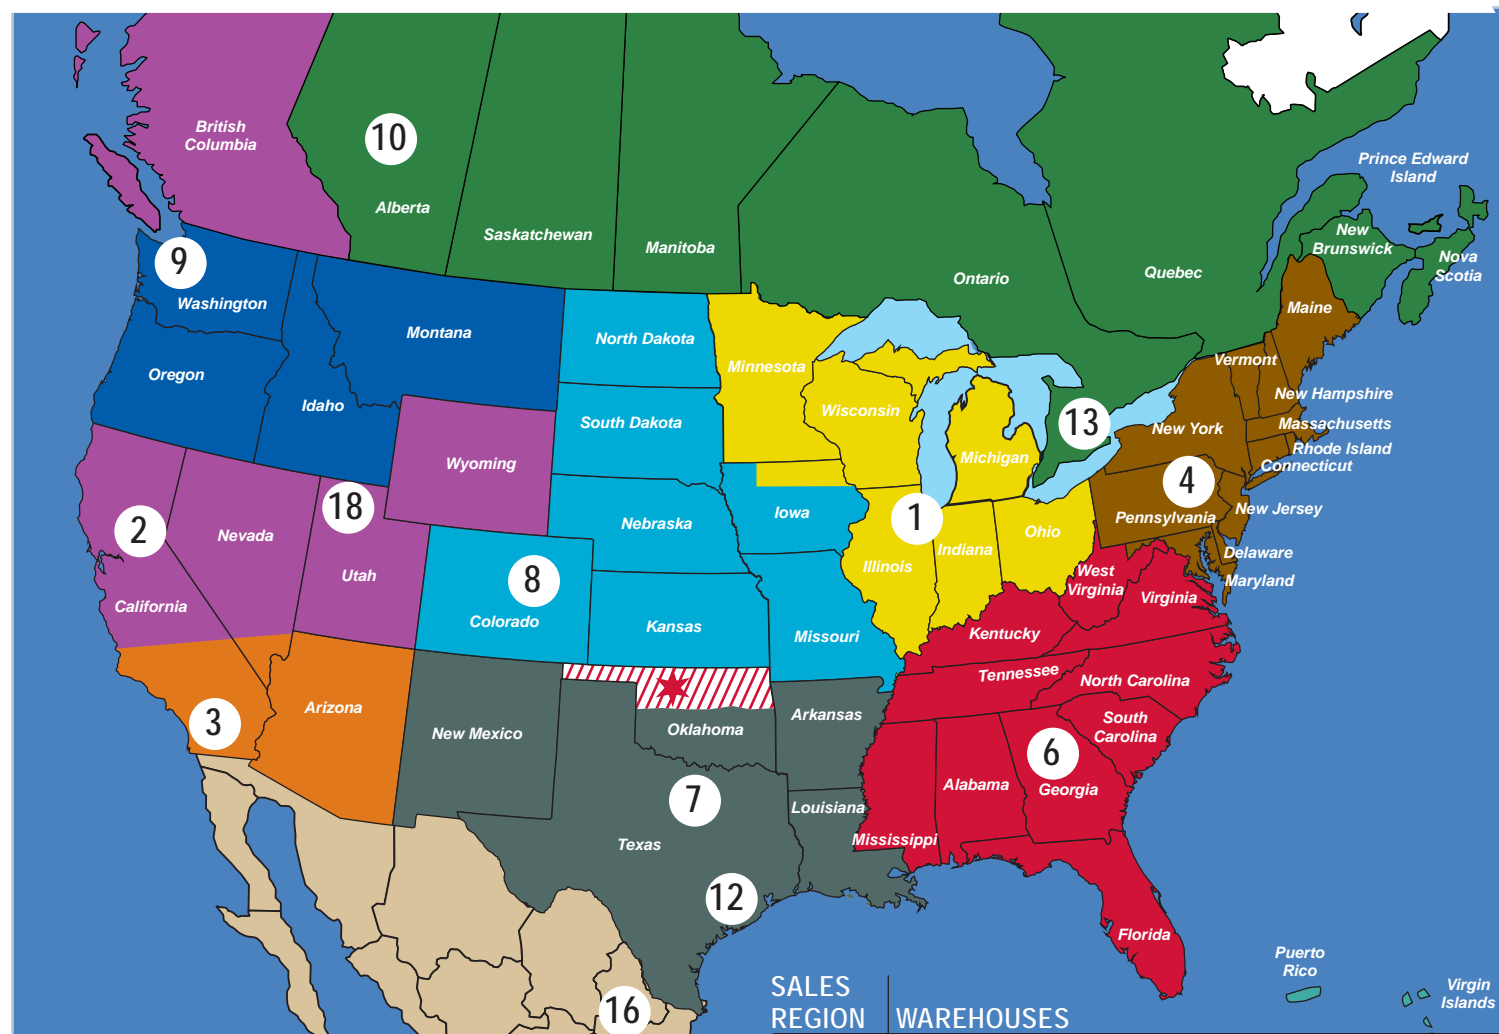 British
Columbia
10
Alberta
Saskatchewan
Manitoba
Ontario
Quebec
Prince Edward
Island
New
Brunswick
Nova
Scotia
9
Washington
Montana
North Dakota
Minnesota
Maine
Vermont
Oregon
Idaho
South Dakota
Wisconsin
13
New York
New Hampshire
Massachusetts
Rhode Island
Connecticut
Wyoming
Michigan
4
Pennsylvania
New Jersey
18
2
Nevada
Nebraska
Iowa
1
Ohio
Indiana
Illinois
Delaware
Maryland
Utah
8
California
Colorado
Kansas
Missouri
West
Virginia
Virginia
Kentucky
Tennessee
North Carolina
3
Arizona
New Mexico
Oklahoma
Arkansas
South
Carolina
6
Alabama
Georgia
7
Louisiana
Mississippi
Texas
12
Florida
Puerto
Rico
Virgin
Islands
16
SALES
REGION
WAREHOUSES